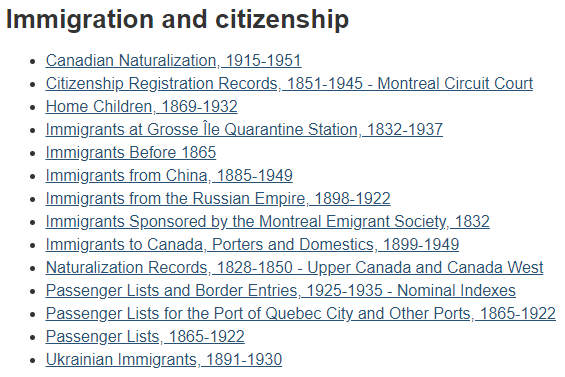 Immigration and citizenship
Canadian Naturalization, 1915-1951
Citizenship Registration Records, 1851-1945 - Montreal Circuit Court
Home Children, 1869-1932
Immigrants at Grosse Île Quarantine Station, 1832-1937
Immigrants Before 1865
Immigrants from China, 1885-1949
Immigrants from the Russian Empire, 1898-1922
Immigrants Sponsored by the Montreal Emigrant Society, 1832
Immigrants to Canada, Porters and Domestics, 1899-1949
Naturalization Records, 1828-1850 - Upper Canada and Canada West
Passenger Lists and Border Entries, 1925-1935 - Nominal Indexes
Passenger Lists for the Port of Quebec City and Other Ports, 1865-1922
Passenger Lists, 1865-1922
Ukrainian Immigrants, 1891-1930